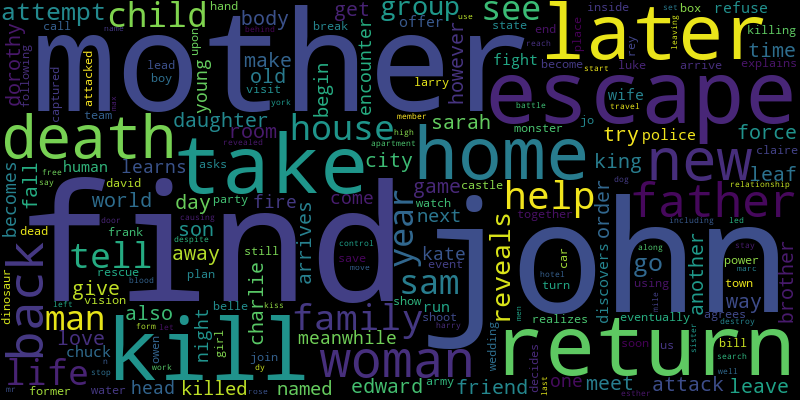 attempt
child
call
hand
body
get
group
see
box
refuse
dorothy
following
mother
later
make
old
visit
break
offer
state
end
inside
set
killing
time
captured
attacked
lead
boy
upon
young
begin
encounter
larry
however
use
reach
fight
become
start
place
leaving
luke
rey
arrive
explains
team
name
behind
york
member
escape
wife
travel
death
daughter
take
house
room
revealed
high
apartment
sarah
battle
monster
jo
try
police
force
claire
becomes
fall
free
say
human
learns
asks
david
city
home
king
new
leaf
dog
relationship
world
day
party
fire
game
castle
come
watch
help
together
father
dead
frank
door
causing
son
despite
find
john
arrives
year
next
order
including
led
tell
away
still
control
kate
event
reveals
car
discovers
another
along
stay
power
marc
brother
dinosaur
back
rescue
plan
give
vision
blood
save
move
sam
hotel
turn
go
using
town
way
left
man
also
form
let
belle
kiss
charlie
show
run
family
shoot
harry
realizes
eventually
agrees
destroy
love
chuck
kill
owen
night
girl
join
meanwhile
woman
wedding
men
return
soon
us
sister
bill
search
well
mr
life
stop
work
dy
decides
last
former
water
head
killed
rose
named
edward
army
friend
one
meet
either
attack
leave